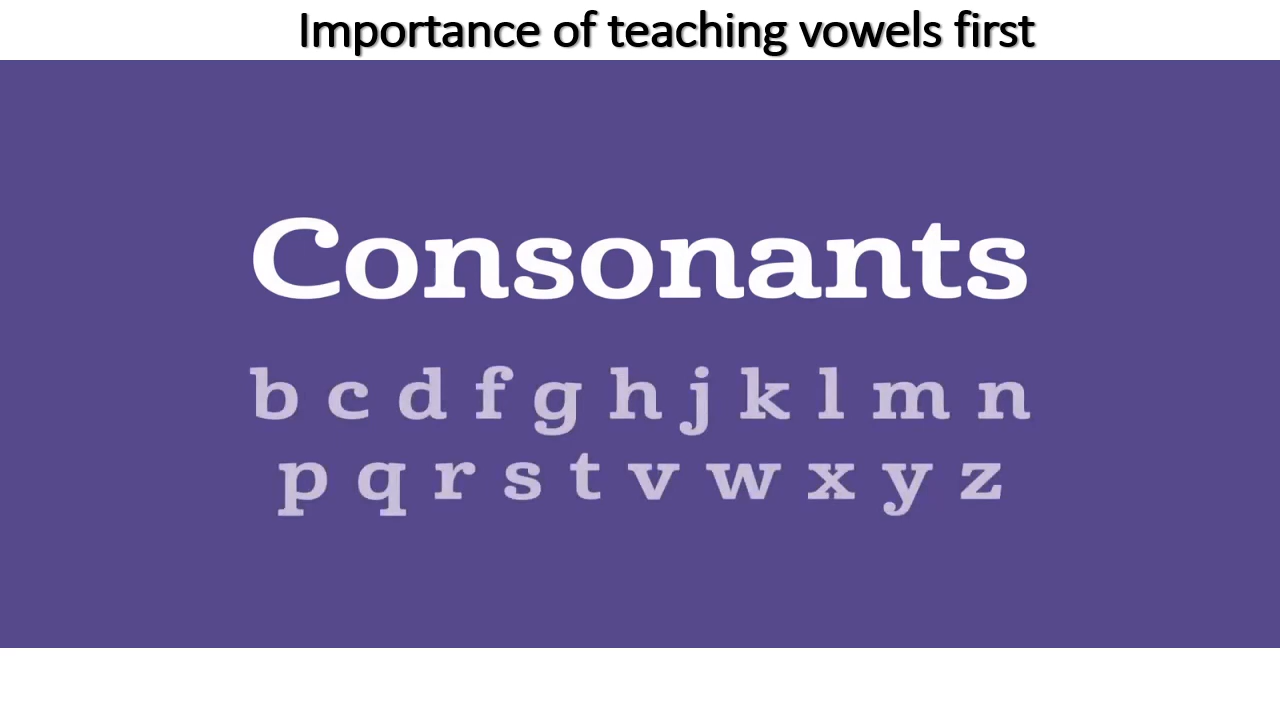 Importance of teaching vowels first
Consonants
b c d f g h j k l m n
p q r s t v w x y z